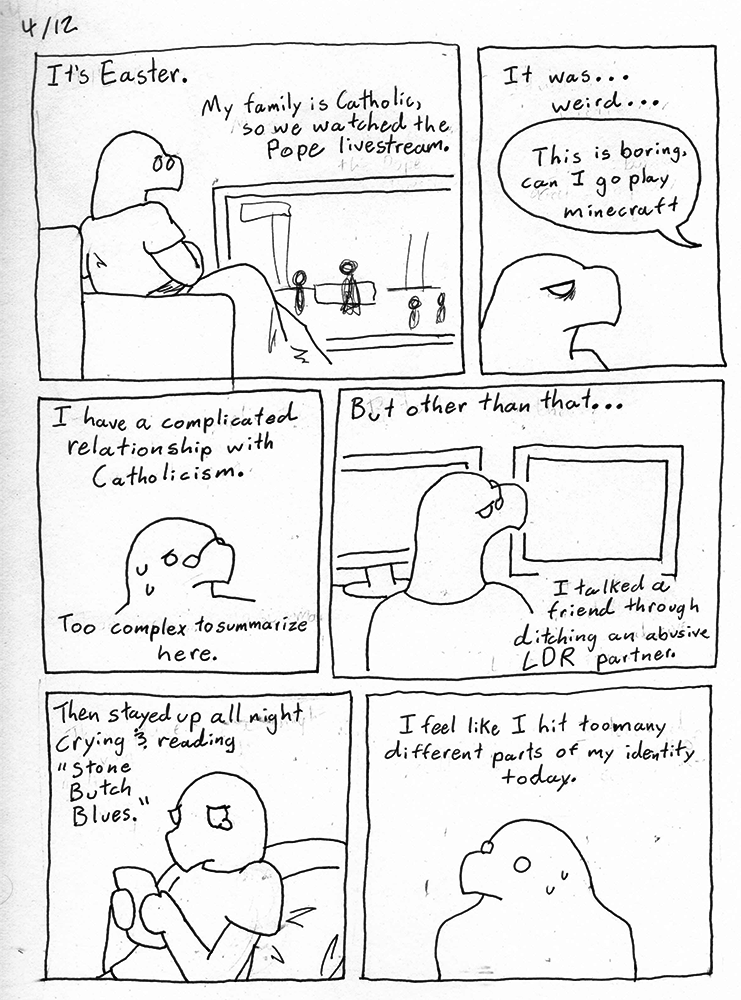 4/12
It's Easter.
My family is Catholic,
so we watched the
Pope livestream.
It was...
weird...
This is boring,
can I go play
minecraft
I have a complicated
relationship with
Catholicism.
Too complex to summarize
here.
But other than that...
I talked a
friend through
ditching an abusive
LDR partner.
Then stayed up all night
crying & reading
"Stone
Butch
Blues."
I feel like I hit too many
different parts of my identity
today.